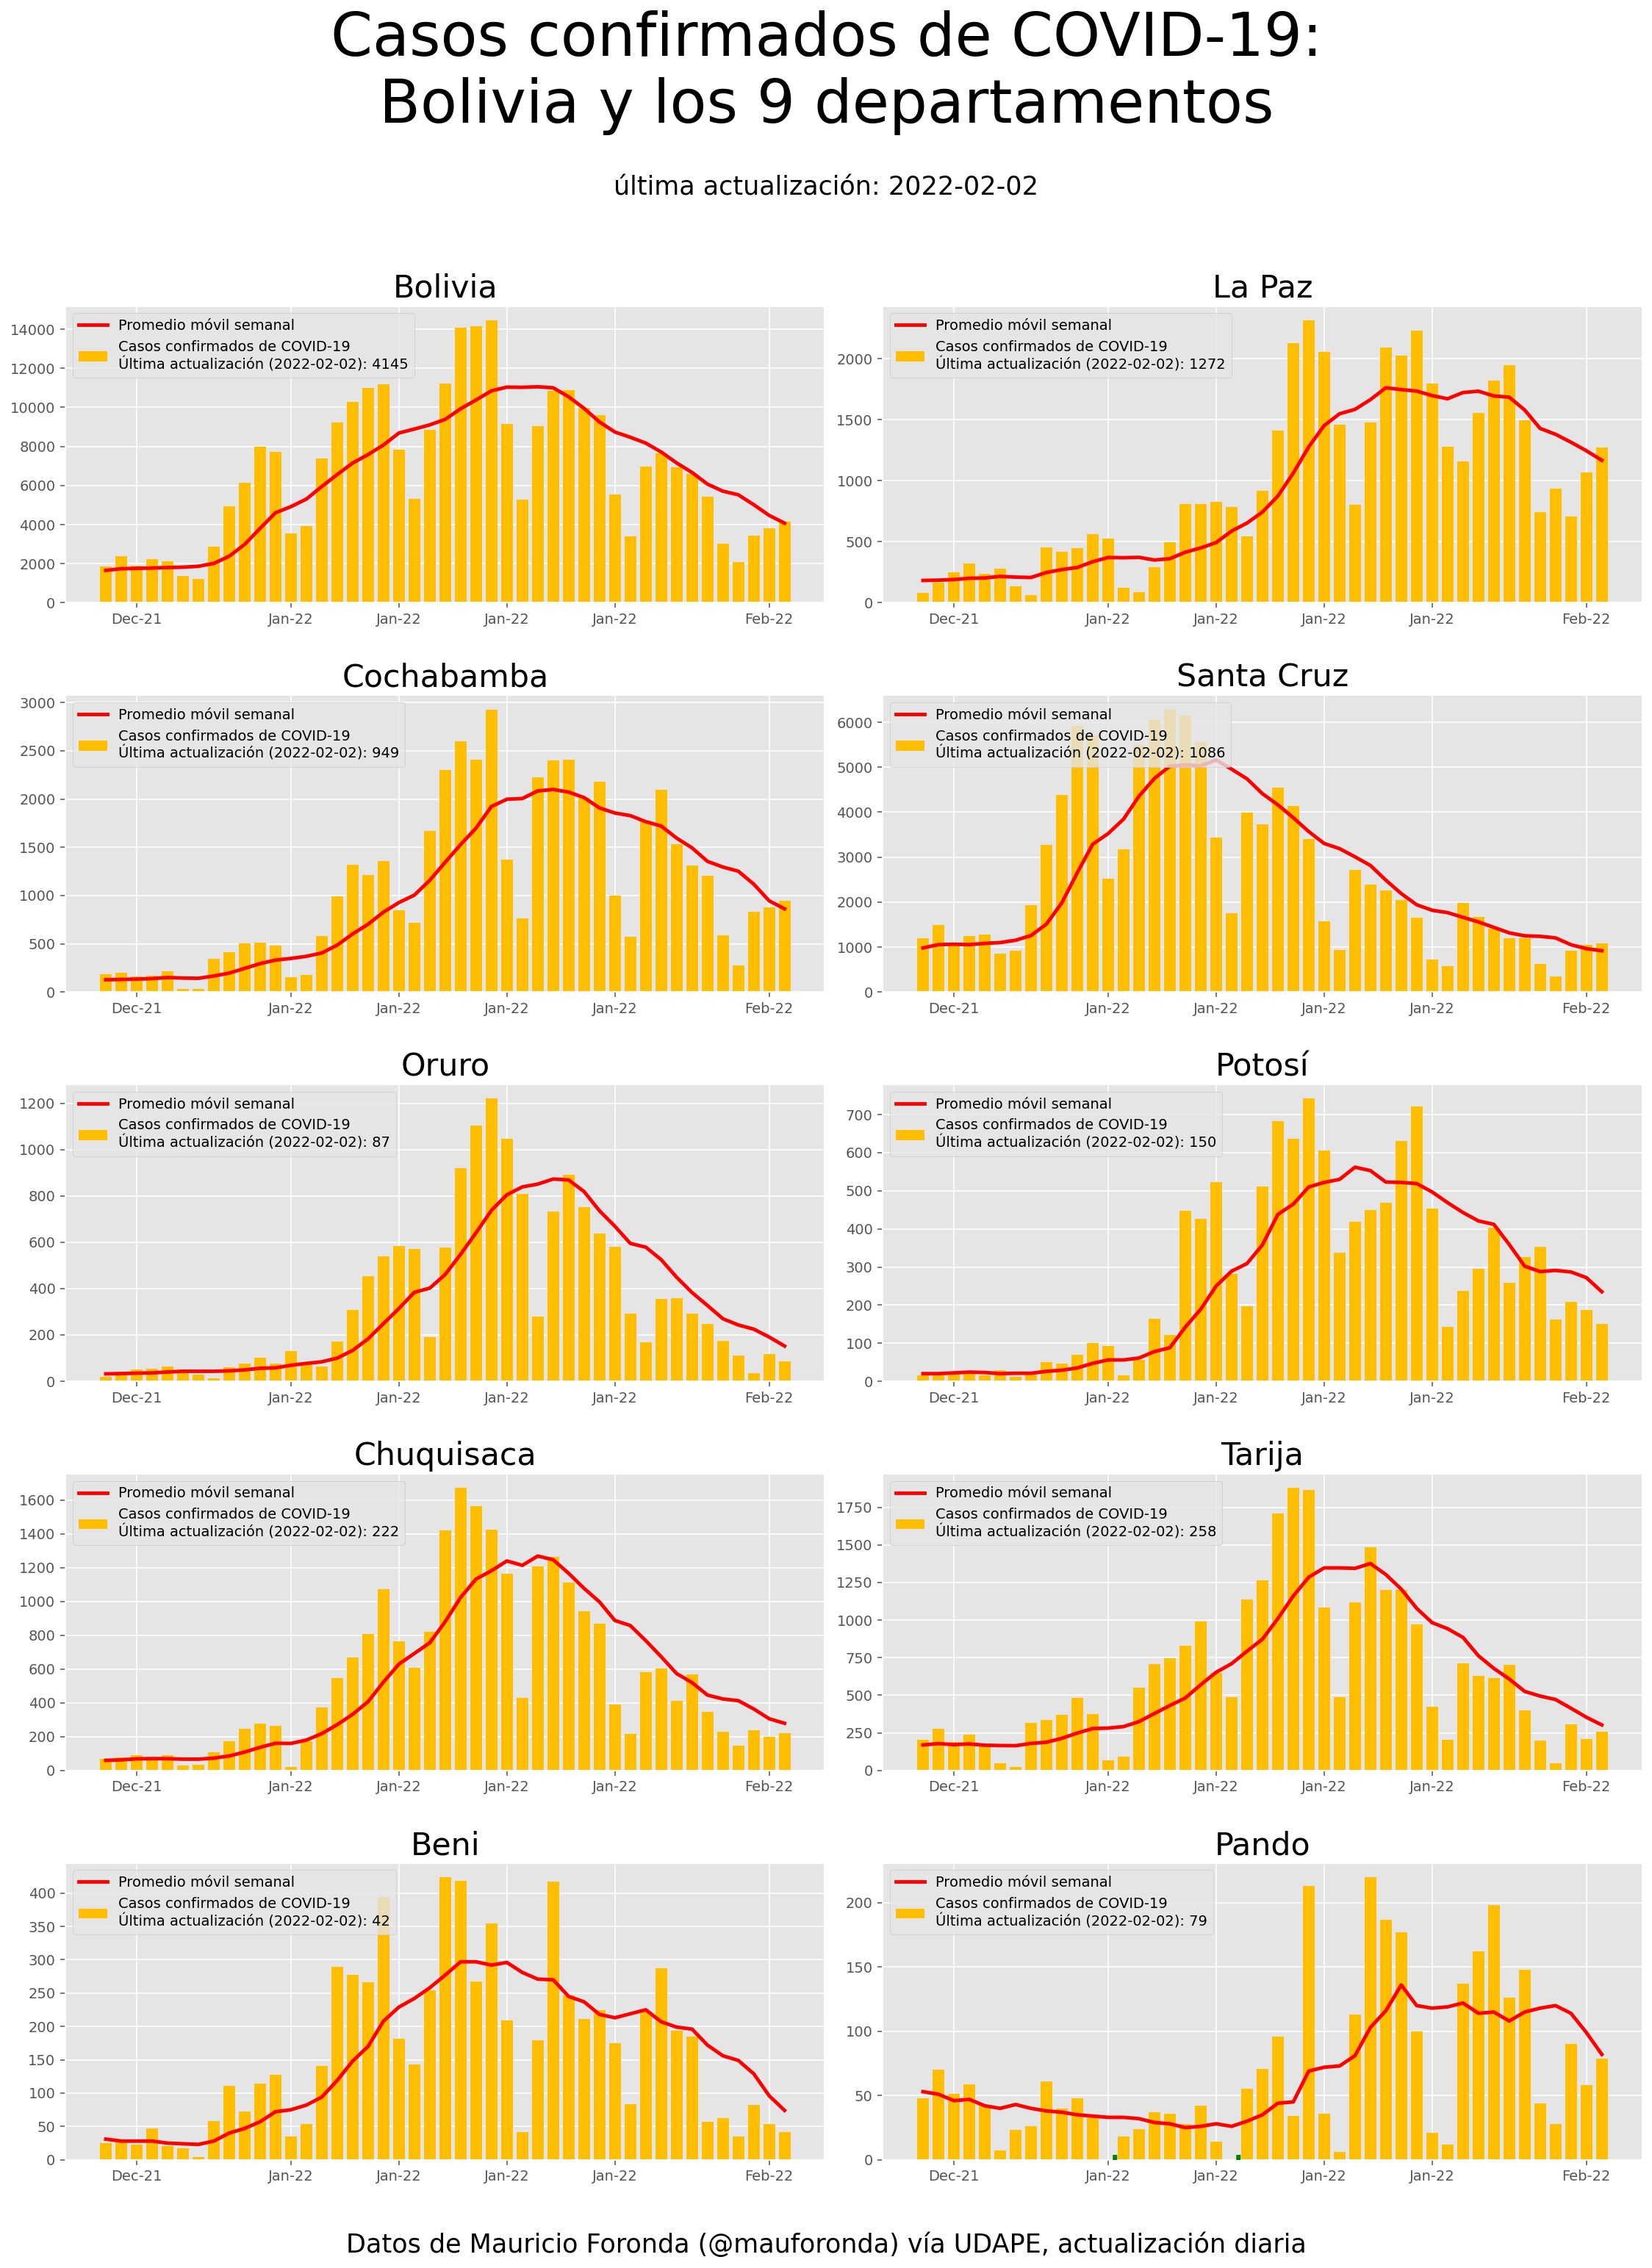 Casos confirmados de COVID-19:
Bolivia y los 9 departamentos
última actualización: 2022-02-02
Bolivia
Promedio móvil semanal
Casos confirmados de COVID-19
Última actualización (2022-02-02): 4145
14000
12000
10000
8000
6000
4000
2000
0
Dec-21 Jan-22 Jan-22 Jan-22 Jan-22 Feb-22
La Paz
Promedio móvil semanal
Casos confirmados de COVID-19
Última actualización (2022-02-02): 1272
2000
1500
1000
500
0
Dec-21 Jan-22 Jan-22 Jan-22 Jan-22 Feb-22
Cochabamba
Promedio móvil semanal
Casos confirmados de COVID-19
Última actualización (2022-02-02): 949
3000
2500
2000
1500
1000
500
0
Dec-21 Jan-22 Jan-22 Jan-22 Jan-22 Feb-22
Santa Cruz
Promedio móvil semanal
Casos confirmados de COVID-19
Última actualización (2022-02-02): 1086
6000
5000
4000
3000
2000
1000
0
Dec-21 Jan-22 Jan-22 Jan-22 Jan-22 Feb-22
Oruro
Promedio móvil semanal
Casos confirmados de COVID-19
Última actualización (2022-02-02): 87
1200
1000
800
600
400
200
0
Dec-21 Jan-22 Jan-22 Jan-22 Jan-22 Feb-22
Potosí
Promedio móvil semanal
Casos confirmados de COVID-19
Última actualización (2022-02-02): 150
700
600
500
400
300
200
100
0
Dec-21 Jan-22 Jan-22 Jan-22 Jan-22 Feb-22
Chuquisaca
Promedio móvil semanal
Casos confirmados de COVID-19
Última actualización (2022-02-02): 222
1600
1400
1200
1000
800
600
400
200
0
Dec-21 Jan-22 Jan-22 Jan-22 Jan-22 Feb-22
Tarija
Promedio móvil semanal
Casos confirmados de COVID-19
Última actualización (2022-02-02): 258
1750
1500
1250
1000
750
500
250
0
Dec-21 Jan-22 Jan-22 Jan-22 Jan-22 Feb-22
Beni
Promedio móvil semanal
Casos confirmados de COVID-19
Última actualización (2022-02-02): 42
400
350
300
250
200
150
100
50
0
Dec-21 Jan-22 Jan-22 Jan-22 Jan-22 Feb-22
Pando
Promedio móvil semanal
Casos confirmados de COVID-19
Última actualización (2022-02-02): 79
200
150
100
50
0
Dec-21 Jan-22 Jan-22 Jan-22 Jan-22 Feb-22
Datos de Mauricio Foronda (@mauforonda) vía UDAPE, actualización diaria